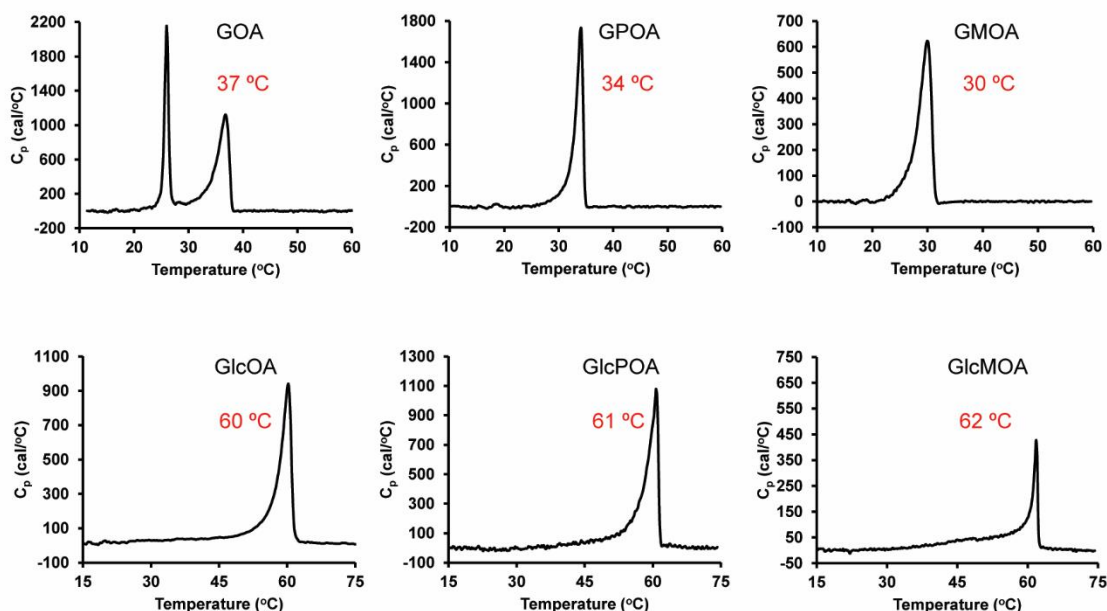 GOA
37 ºC
2200
1800
1400
1000
600
200
-200
Cp (cal/ºC)
10 20 30 40 50 60
Temperature (ºC)
GPOA
34 ºC
1800
1400
1000
600
200
-200
Cp (cal/ºC)
10 20 30 40 50 60
Temperature (ºC)
GMOA
30 ºC
700
600
500
400
300
200
100
0
-100
Cp (cal/ºC)
10 20 30 40 50 60
Temperature (ºC)
GlcOA
60 ºC
1100
900
700
500
300
100
-100
Cp (cal/ºC)
15 30 45 60 75
Temperature (ºC)
GlcPOA
61 ºC
1300
1100
900
700
500
300
100
-100
Cp (cal/ºC)
15 30 45 60 75
Temperature (ºC)
GlcMOA
62 ºC
750
650
550
450
350
250
150
50
-50
Cp (cal/ºC)
15 30 45 60 75
Temperature (ºC)